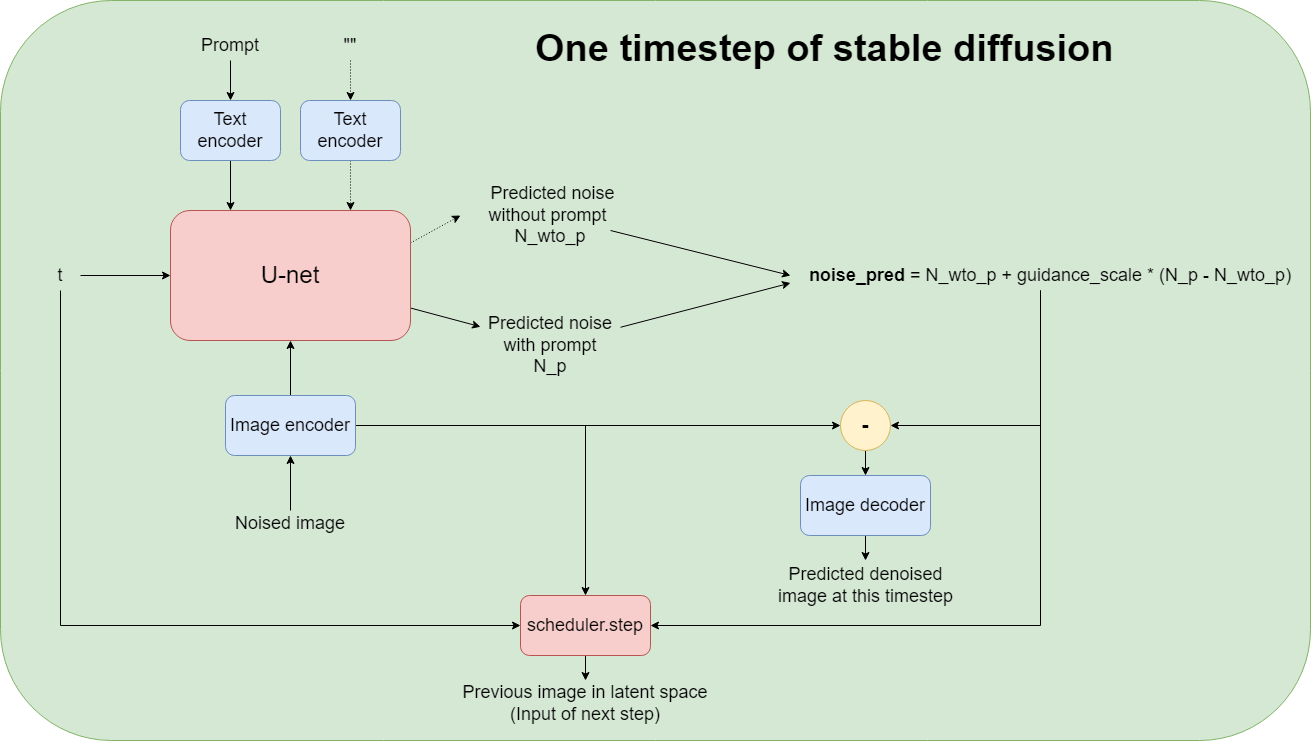 One timestep of stable diffusion
Prompt
""
Text
encoder
Text
encoder
Predicted noise
without prompt
N_wto_p
t
U-net
noise_pred = N_wto_p + guidance_scale * (N_p - N_wto_p)
Predicted noise
with prompt
N_p
Image encoder
-
Image decoder
Noised image
Predicted denoised
image at this timestep
scheduler.step
Previous image in latent space
(Input of next step)